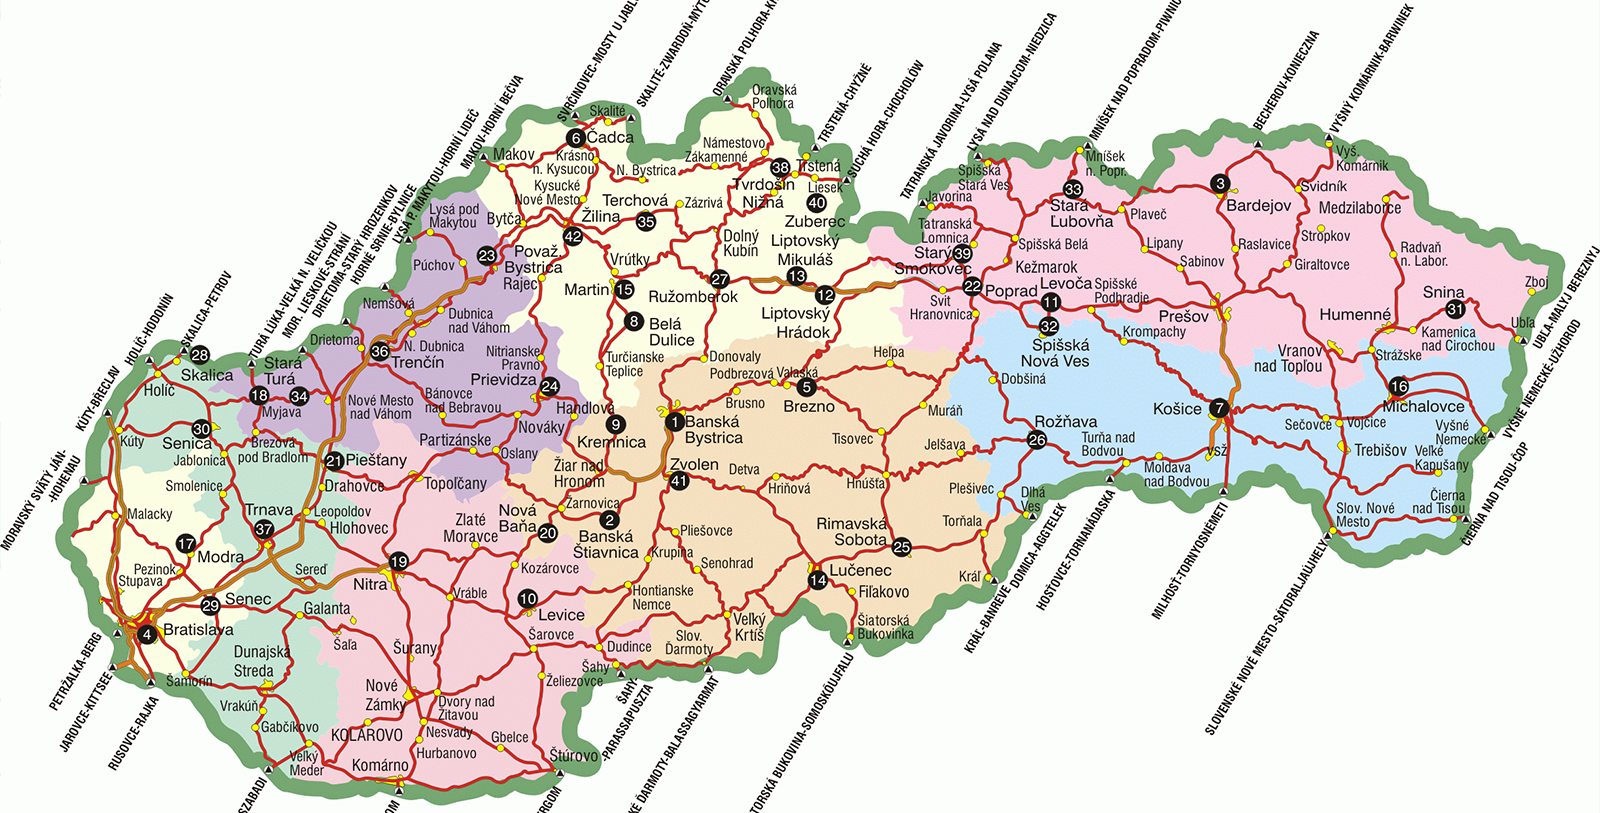 SVRČINOVEC-MOSTY U JABL
SKALITÉ-ZWARDOŇ-MÝTO
ORAVSKÁ POLHORA-K
TRSTENÁ-CHYŽNÉ
SUCHÁ HORA-CHOCHOLÓW
TATRANSKÁ JAVORINA-LYSÁ POLANA
LYSÁ NAD DUNAJCOM-NIEDZICA
MNÍŠEK NAD POPRADOM-PIWNIC
BECHEROV-KONIECZNA
VYŠNÝ KOMÁRNIK-BARWINEK
MAKOV-HORNÍ BEČVA
LYSÁ P. MAKYTOU-HORNÍ LIDEČ
HORNÉ SRNIE-BYLNICE
DRIETOMA-STARÝ HROZENKOV
MOR. LIESKOVÉ-STRÁNÍ
TURÁ LÚKA-VELKÁ N. VELIČKOU
SKALICA-PETROV
HOLÍČ-HODONÍN
KÚTY-BŘECLAV
MORAVSKÝ SVÄTÝ JÁN-
-HOHENAU
PETRŽALKA-BERG
JAROVCE-KITTSEE
RUSOVCE-RAJKA
SZABADI
OM
ERGOM
ŠAHY-
-PARASSAPUSZTA
KÉ ĎARMOTY-BALASSAGYARMAT
TORSKÁ BUKOVINA-SOMOSKÖUJFALU
KRÁĽ-BANRÉVE
DOMICA-AGGTELEK
HOSŤOVCE-TORNANÁDASKA
MILHOSŤ-TORNYOSNÉMETI
SLOVENSKÉ NOVÉ MESTO-SÁTORALJAÚJHELY
ČIERNA NAD TISOU-ČOP
VYŠNÉ NEMECKÉ-UŽHOROD
UBĽA-MALYJ BEREZNYJ
Skalité
6
Čadca
Makov
Krásno
n. Kysucou
N. Bystrica
Kysucké
Nové Mesto
Oravská
Polhora
Námestovo
Zákamenné
38
Trstená
Tvrdošín
Liesek
Nižná
40
Zuberec
Terchová
35
Zázrivá
Lysá pod
Makytou
Bytča
Žilina
42
Púchov
23
Považ.
Bystrica
Rajec
Vrútky
Martin
15
Dolný
Kubín
27
Ružomberok
Liptovský
Mikuláš
13
12
Liptovský
Hrádok
8
Belá
Dulice
Spišská
Stará Ves
Javorina
Tatranská
Lomnica
Starý
Smokovec
39
Spišská Belá
Kežmarok
33
Stará
Ľubovňa
Mníšek
n. Popr.
Plaveč
3
Bardejov
Lipany
Sabinov
Raslavice
Giraltovce
Svidník
Stropkov
Vyš.
Komárnik
Medzilaborce
Radvaň
n. Labor.
Zboj
Snina
31
Ubľa
Kamenica
nad Cirochou
Humenné
Strážske
Vranov
nad Topľou
22
Poprad
Svit
Hranovnica
Levoča
11
Spišské
Podhradie
32
Spišská
Nová Ves
Krompachy
Prešov
Nemšová
Dubnica
nad Váhom
N. Dubnica
Drietoma
36
Trenčín
28
Skalica
Holíč
Stará
Turá
18
34
Myjava
Nové Mesto
nad Váhom
Bánovce
nad Bebravou
Nitrianske
Pravno
Prievidza
24
Handlová
Nováky
Turčianske
Teplice
Donovaly
Podbrezová
Valaská
Heľpa
Brusno
5
Brezno
1
Banská
Bystrica
9
Kremnica
Muráň
Dobšiná
Tisovec
Jelšava
Rožňava
26
Košice
7
VSŽ
Sečovce
Vojčice
16
Michalovce
Trebišov
Vyšné
Nemecké
Veľké
Kapušany
Čierna
nad Tisou
Slov. Nové
Mesto
Turňa nad
Bodvou
Moldava
nad Bodvou
Plešivec
Dlhá
Ves
Kúty
30
Senica
Brezová
pod Bradlom
Jablonica
Smolenice
21
Piešťany
Drahovce
Partizánske
Oslany
Topoľčany
Žiar nad
Hronom
Zvolen
41
Detva
Hriňová
Hnúšťa
Malacky
Trnava
37
Leopoldov
Hlohovec
Žarnovica
Nová
Baňa
20
2
Banská
Štiavnica
Zlaté
Moravce
Pliešovce
Krupina
Senohrad
Rimavská
Sobota
25
Tornaľa
Kráľ
17
Modra
Pezinok
Stupava
Sereď
19
Nitra
Kozárovce
14
Lučenec
Fiľakovo
Šiatorská
Bukovinka
29
Senec
4
Bratislava
Galanta
Vráble
10
Levice
Hontianske
Nemce
Veľký
Krtíš
Slov.
Ďarmoty
Dunajská
Streda
Šaľa
Šurany
Šarovce
Dudince
Šahy
Želiezovce
Šamorín
Vrakúň
Gabčíkovo
Nové
Zámky
Dvory nad
Žitavou
KOLÁROVO
Nesvady
Hurbanovo
Gbelce
Veľký
Meder
Komárno
Štúrovo